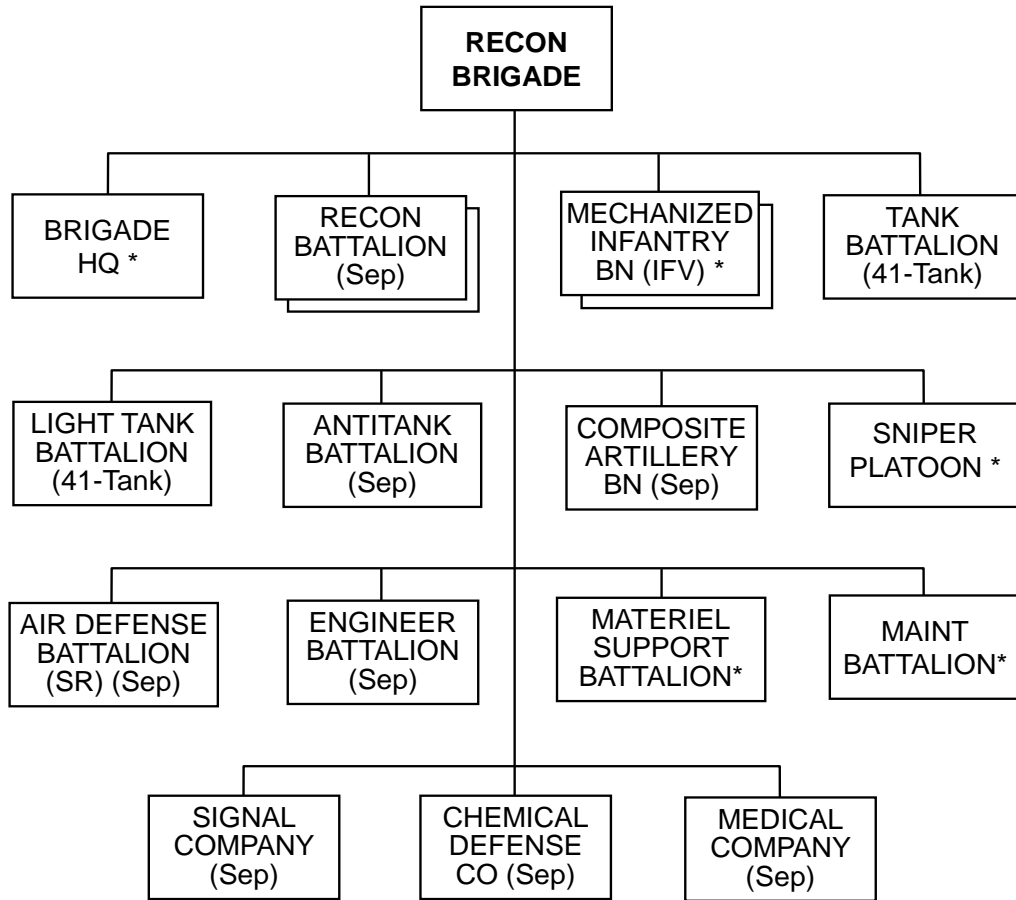 RECON
BRIGADE
BRIGADE
HQ *
RECON
BATTALION
(Sep)
MECHANIZED
INFANTRY
BN (IFV) *
TANK
BATTALION
(41-Tank)
LIGHT TANK
BATTALION
(41-Tank)
ANTITANK
BATTALION
(Sep)
COMPOSITE
ARTILLERY
BN (Sep)
SNIPER
PLATOON *
AIR DEFENSE
BATTALION
(SR) (Sep)
ENGINEER
BATTALION
(Sep)
MATERIEL
SUPPORT
BATTALION*
MAINT
BATTALION*
SIGNAL
COMPANY
(Sep)
CHEMICAL
DEFENSE
CO (Sep)
MEDICAL
COMPANY
(Sep)